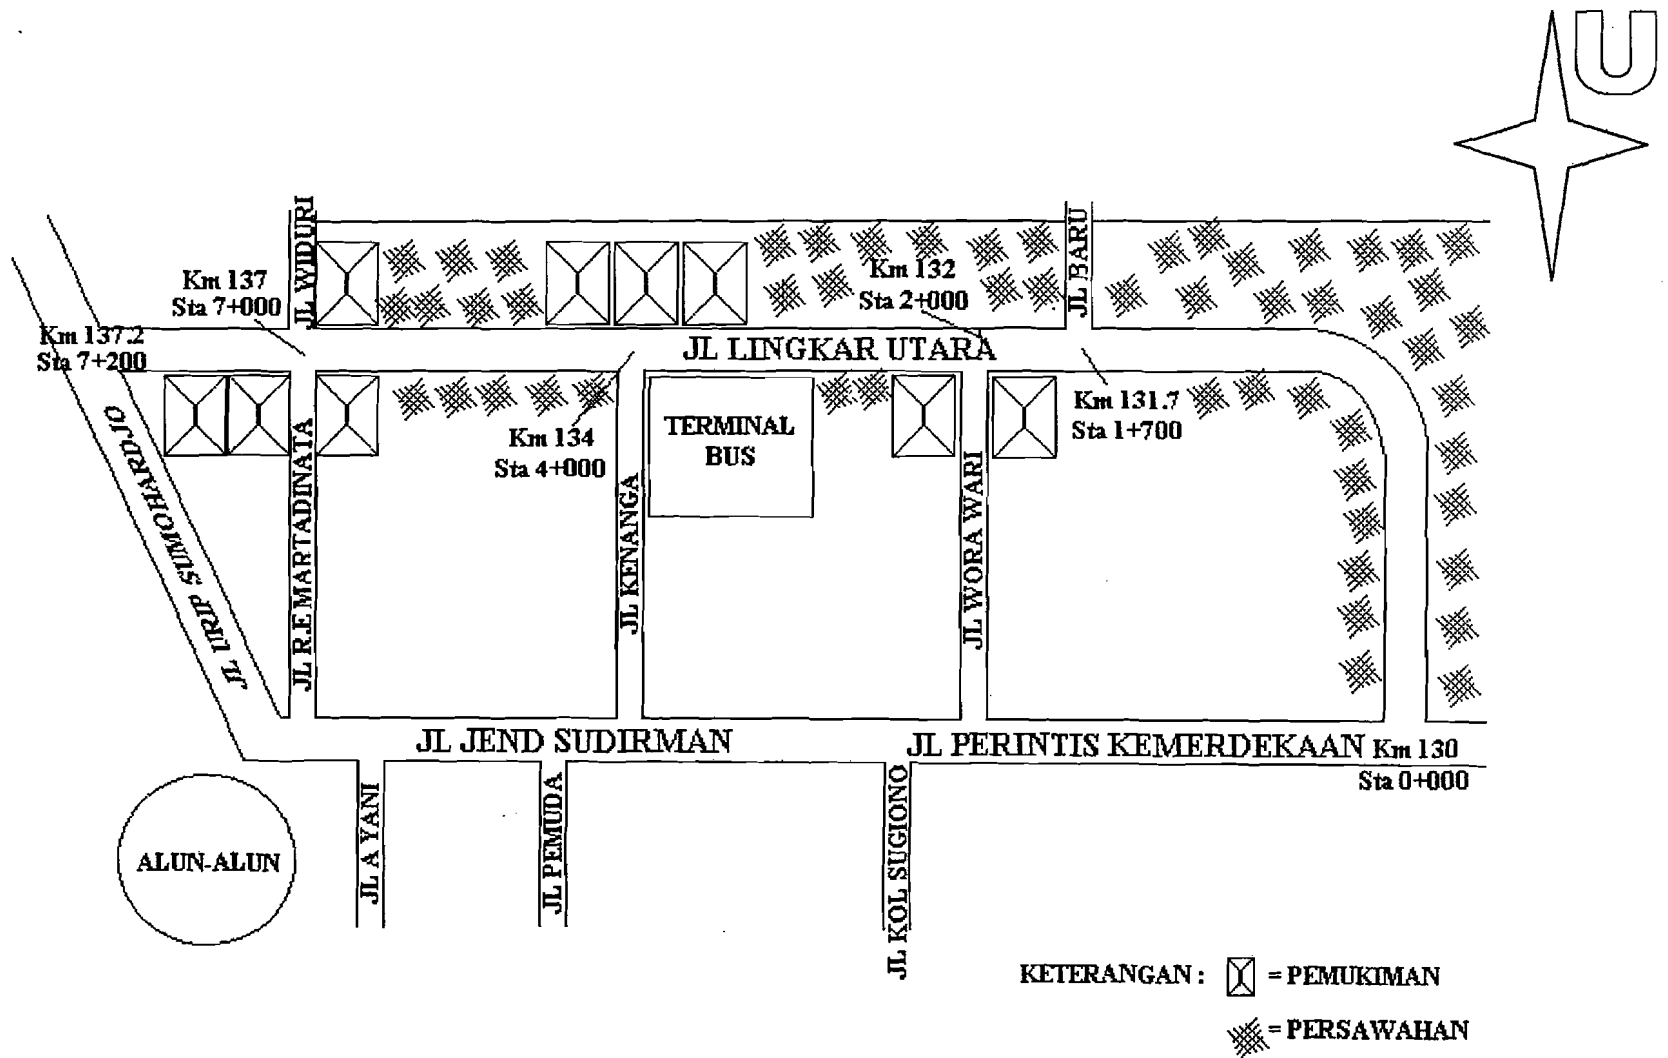 U
JL WIDURI
JL BARU
Km 137
Sta 7+000
Km 132
Sta 2+000
Km 137.2
Sta 7+200
JL LINGKAR UTARA
Km 131.7
Sta 1+700
Km 134
Sta 4+000
TERMINAL
BUS
JL URIP SUMOHARDJO
JL R.E MARTADINATA
JL KENANGA
JL WORA WARI
JL JEND SUDIRMAN
JL PERINTIS KEMERDEKAAN
Km 130
Sta 0+000
ALUN-ALUN
JL A YANI
JL PEMUDA
JL KOL SUGIONO
KETERANGAN :
= PEMUKIMAN
= PERSAWAHAN